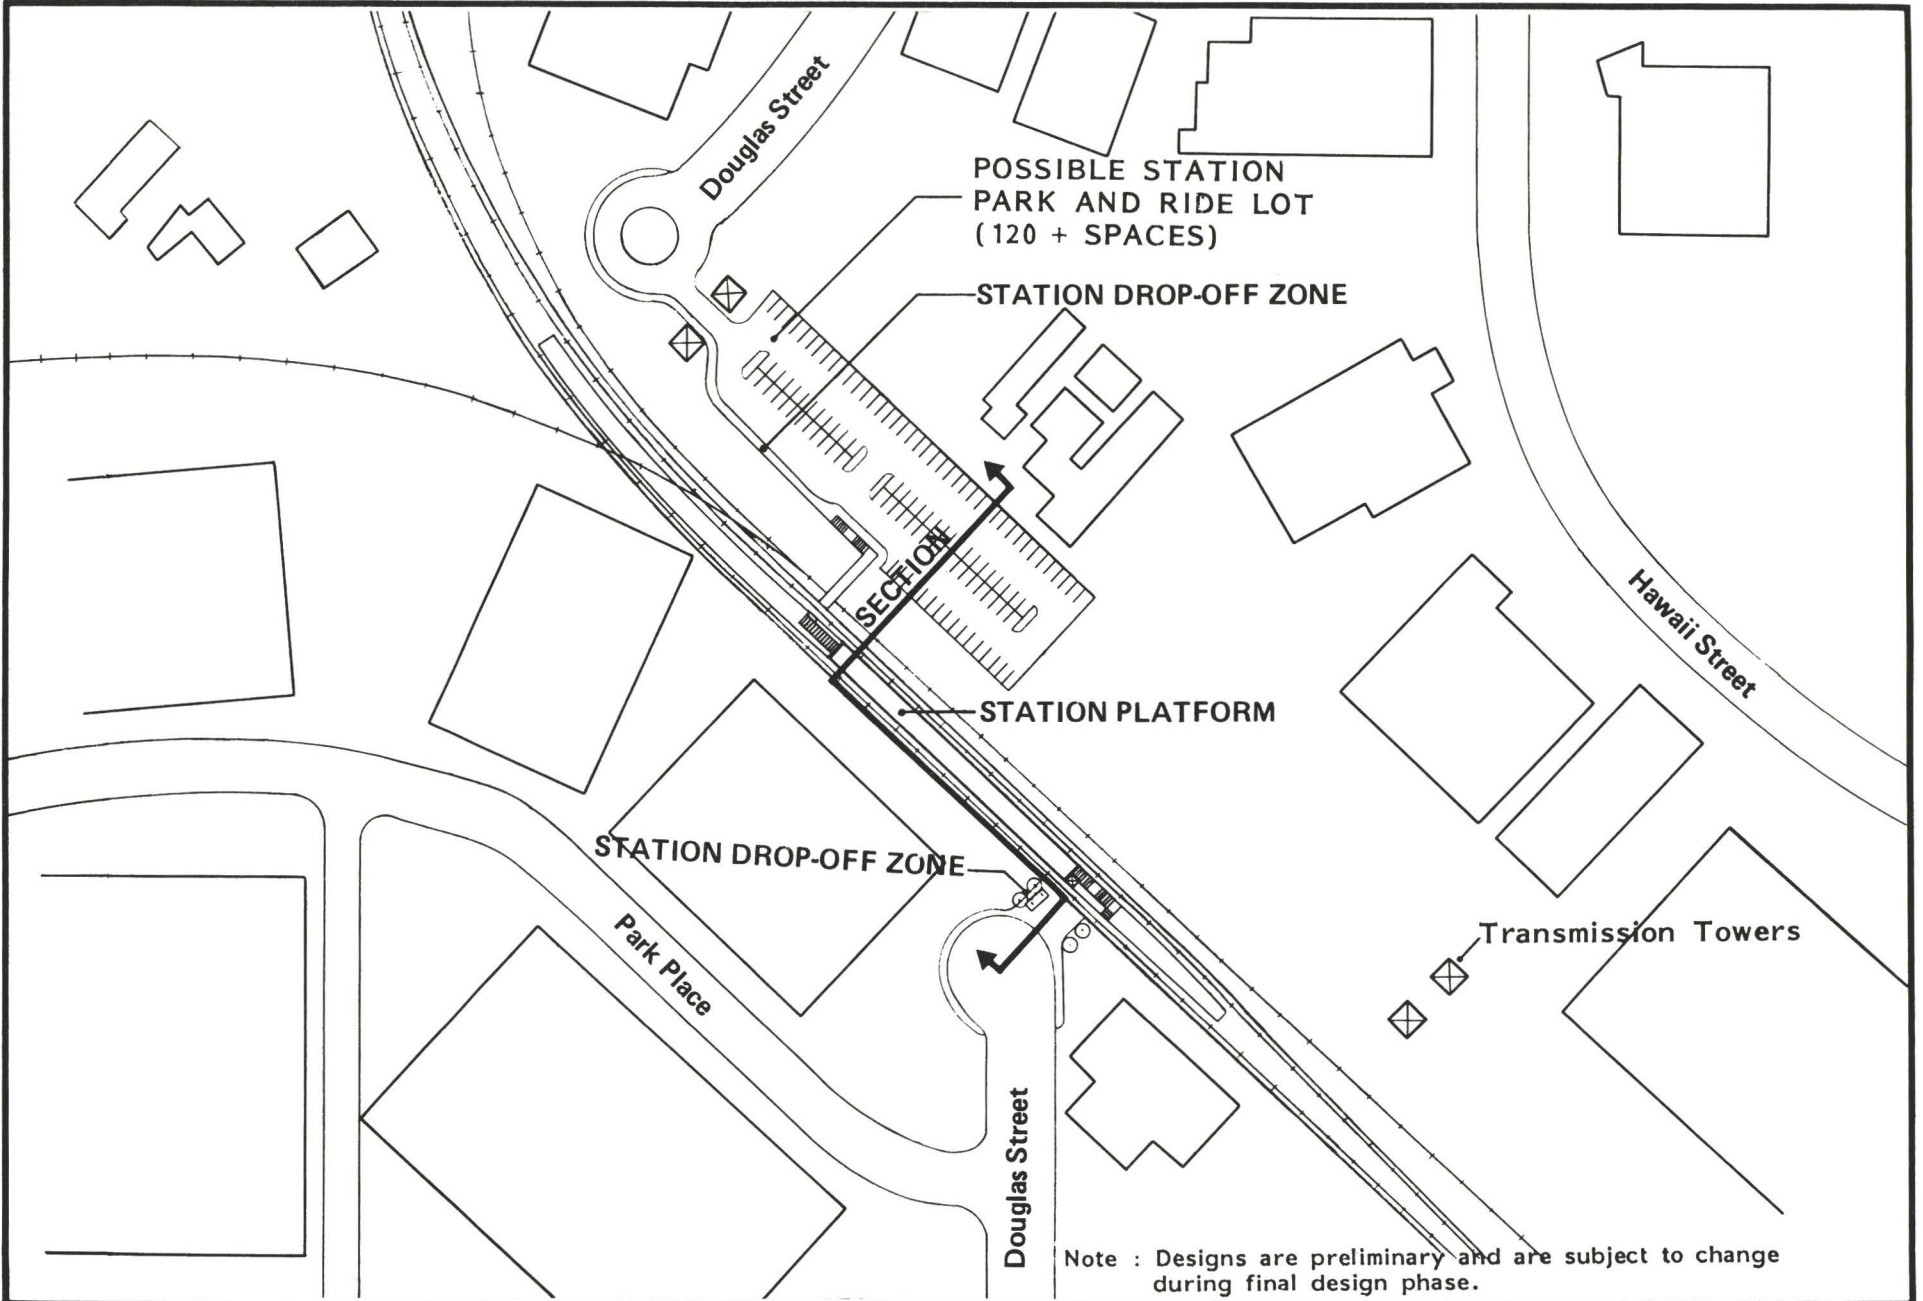 Douglas Street
POSSIBLE STATION
PARK AND RIDE LOT
(120 + SPACES)
STATION DROP-OFF ZONE
SECTION
Hawaii Street
STATION PLATFORM
STATION DROP-OFF ZONE
Park Place
Transmission Towers
Douglas Street
Note : Designs are preliminary and are subject to change
during final design phase.